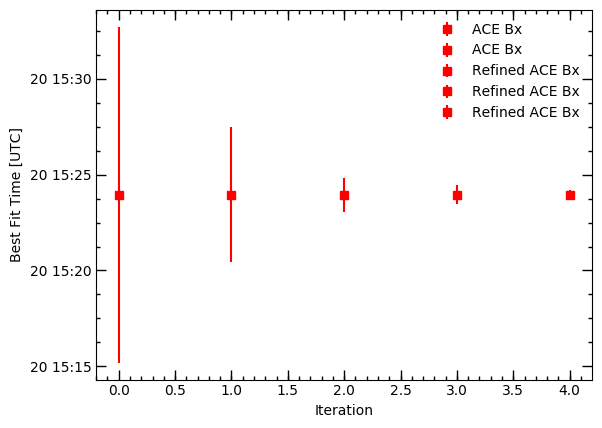 ACE Bx
ACE Bx
Refined ACE Bx
Refined ACE Bx
Refined ACE Bx
Best Fit Time [UTC]
20 15:30
20 15:25
20 15:20
20 15:15
0.0 0.5 1.0 1.5 2.0 2.5 3.0 3.5 4.0
Iteration